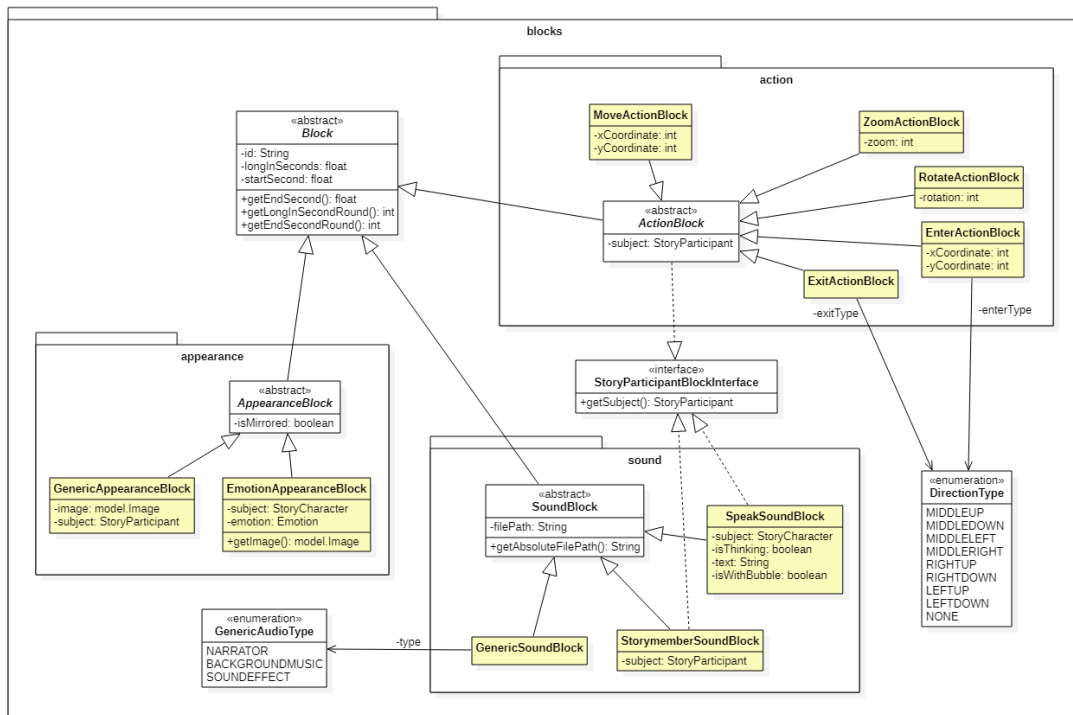 blocks
action
MoveActionBlock
-xCoordinate: int
-yCoordinate: int
ZoomActionBlock
-zoom: int
RotateActionBlock
-rotation: int
«abstract»
ActionBlock
-subject: StoryParticipant
EnterActionBlock
-xCoordinate: int
-yCoordinate: int
ExitActionBlock
-exitType
-enterType
«abstract»
Block
-id: String
-longInSeconds: float
-startSecond: float
+getEndSecond(): float
+getLongInSecondRound(): int
+getEndSecondRound(): int
appearance
«abstract»
AppearanceBlock
-isMirrored: boolean
GenericAppearanceBlock
-image: model.Image
-subject: StoryParticipant
EmotionAppearanceBlock
-subject: StoryCharacter
-emotion: Emotion
+getImage(): model.Image
«interface»
StoryParticipantBlockInterface
+getSubject(): StoryParticipant
sound
«abstract»
SoundBlock
-filePath: String
+getAbsoluteFilePath(): String
SpeakSoundBlock
-subject: StoryCharacter
-isThinking: boolean
-text: String
-isWithBubble: boolean
GenericSoundBlock
StorymemberSoundBlock
-subject: StoryParticipant
-type
«enumeration»
GenericAudioType
NARRATOR
BACKGROUNDMUSIC
SOUNDEFFECT
«enumeration»
DirectionType
MIDDLEUP
MIDDLEDOWN
MIDDLELEFT
MIDDLERIGHT
RIGHTUP
RIGHTDOWN
LEFTUP
LEFTDOWN
NONE